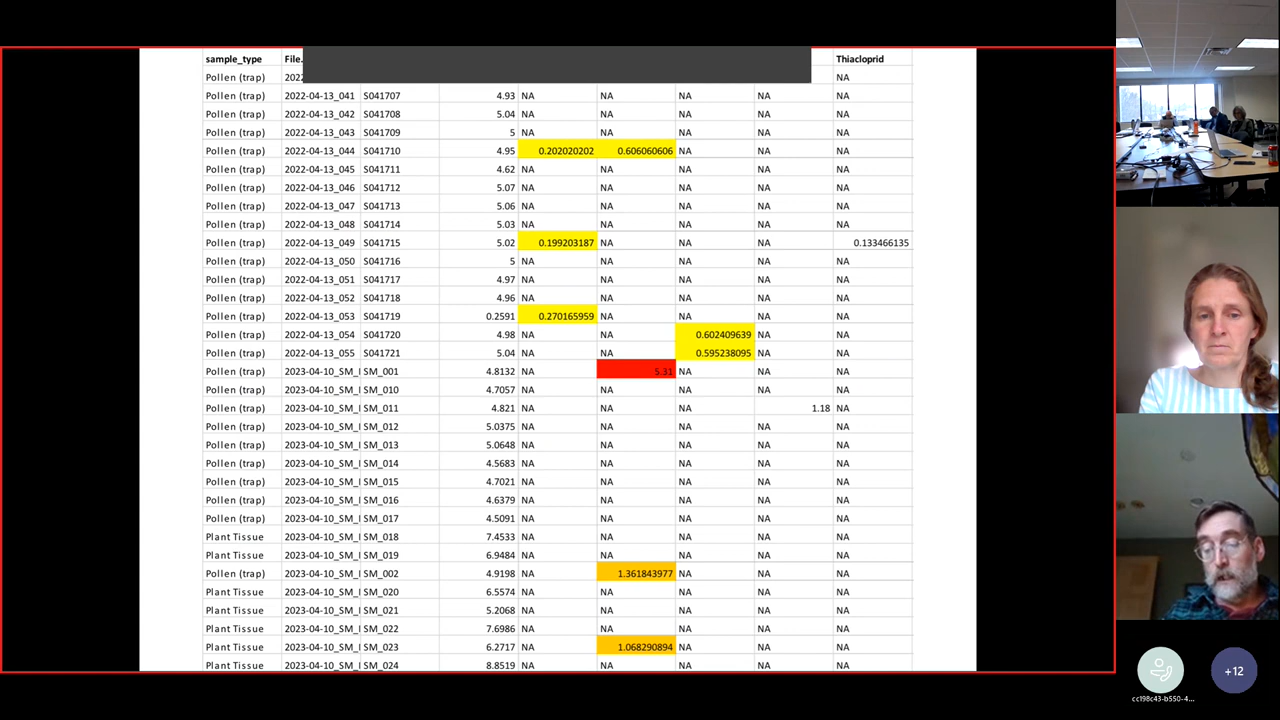 sample_type File. Thiacloprid
Pollen (trap) 2022 NA
Pollen (trap) 2022-04-13_041 S041707 4.93 NA NA NA NA NA
Pollen (trap) 2022-04-13_042 S041708 5.04 NA NA NA NA NA
Pollen (trap) 2022-04-13_043 S041709 5 NA NA NA NA NA
Pollen (trap) 2022-04-13_044 S041710 4.95 0.202020202 0.606060606 NA NA NA
Pollen (trap) 2022-04-13_045 S041711 4.62 NA NA NA NA NA
Pollen (trap) 2022-04-13_046 S041712 5.07 NA NA NA NA NA
Pollen (trap) 2022-04-13_047 S041713 5.06 NA NA NA NA NA
Pollen (trap) 2022-04-13_048 S041714 5.03 NA NA NA NA NA
Pollen (trap) 2022-04-13_049 S041715 5.02 0.199203187 NA NA NA 0.133466135
Pollen (trap) 2022-04-13_050 S041716 5 NA NA NA NA NA
Pollen (trap) 2022-04-13_051 S041717 4.97 NA NA NA NA NA
Pollen (trap) 2022-04-13_052 S041718 4.96 NA NA NA NA NA
Pollen (trap) 2022-04-13_053 S041719 0.2591 0.270165959 NA NA NA NA
Pollen (trap) 2022-04-13_054 S041720 4.98 NA NA 0.602409639 NA NA
Pollen (trap) 2022-04-13_055 S041721 5.04 NA NA 0.595238095 NA NA
Pollen (trap) 2023-04-10_SM_I SM_001 4.8132 NA 5.31 NA NA NA
Pollen (trap) 2023-04-10_SM_I SM_010 4.7057 NA NA NA NA NA
Pollen (trap) 2023-04-10_SM_I SM_011 4.821 NA NA NA 1.18 NA
Pollen (trap) 2023-04-10_SM_I SM_012 5.0375 NA NA NA NA NA
Pollen (trap) 2023-04-10_SM_I SM_013 5.0648 NA NA NA NA NA
Pollen (trap) 2023-04-10_SM_I SM_014 4.5683 NA NA NA NA NA
Pollen (trap) 2023-04-10_SM_I SM_015 4.7021 NA NA NA NA NA
Pollen (trap) 2023-04-10_SM_I SM_016 4.6379 NA NA NA NA NA
Pollen (trap) 2023-04-10_SM_I SM_017 4.5091 NA NA NA NA NA
Plant Tissue 2023-04-10_SM_I SM_018 7.4533 NA NA NA NA NA
Plant Tissue 2023-04-10_SM_I SM_019 6.9484 NA NA NA NA NA
Pollen (trap) 2023-04-10_SM_I SM_002 4.9198 NA 1.361843977 NA NA NA
Plant Tissue 2023-04-10_SM_I SM_020 6.5574 NA NA NA NA NA
Plant Tissue 2023-04-10_SM_I SM_021 5.2068 NA NA NA NA NA
Plant Tissue 2023-04-10_SM_I SM_022 7.6986 NA NA NA NA NA
Plant Tissue 2023-04-10_SM_I SM_023 6.2717 NA 1.068290894 NA NA NA
Plant Tissue 2023-04-10_SM_I SM_024 8.8519 NA NA NA NA NA
cc198c43-b550-4...
+12